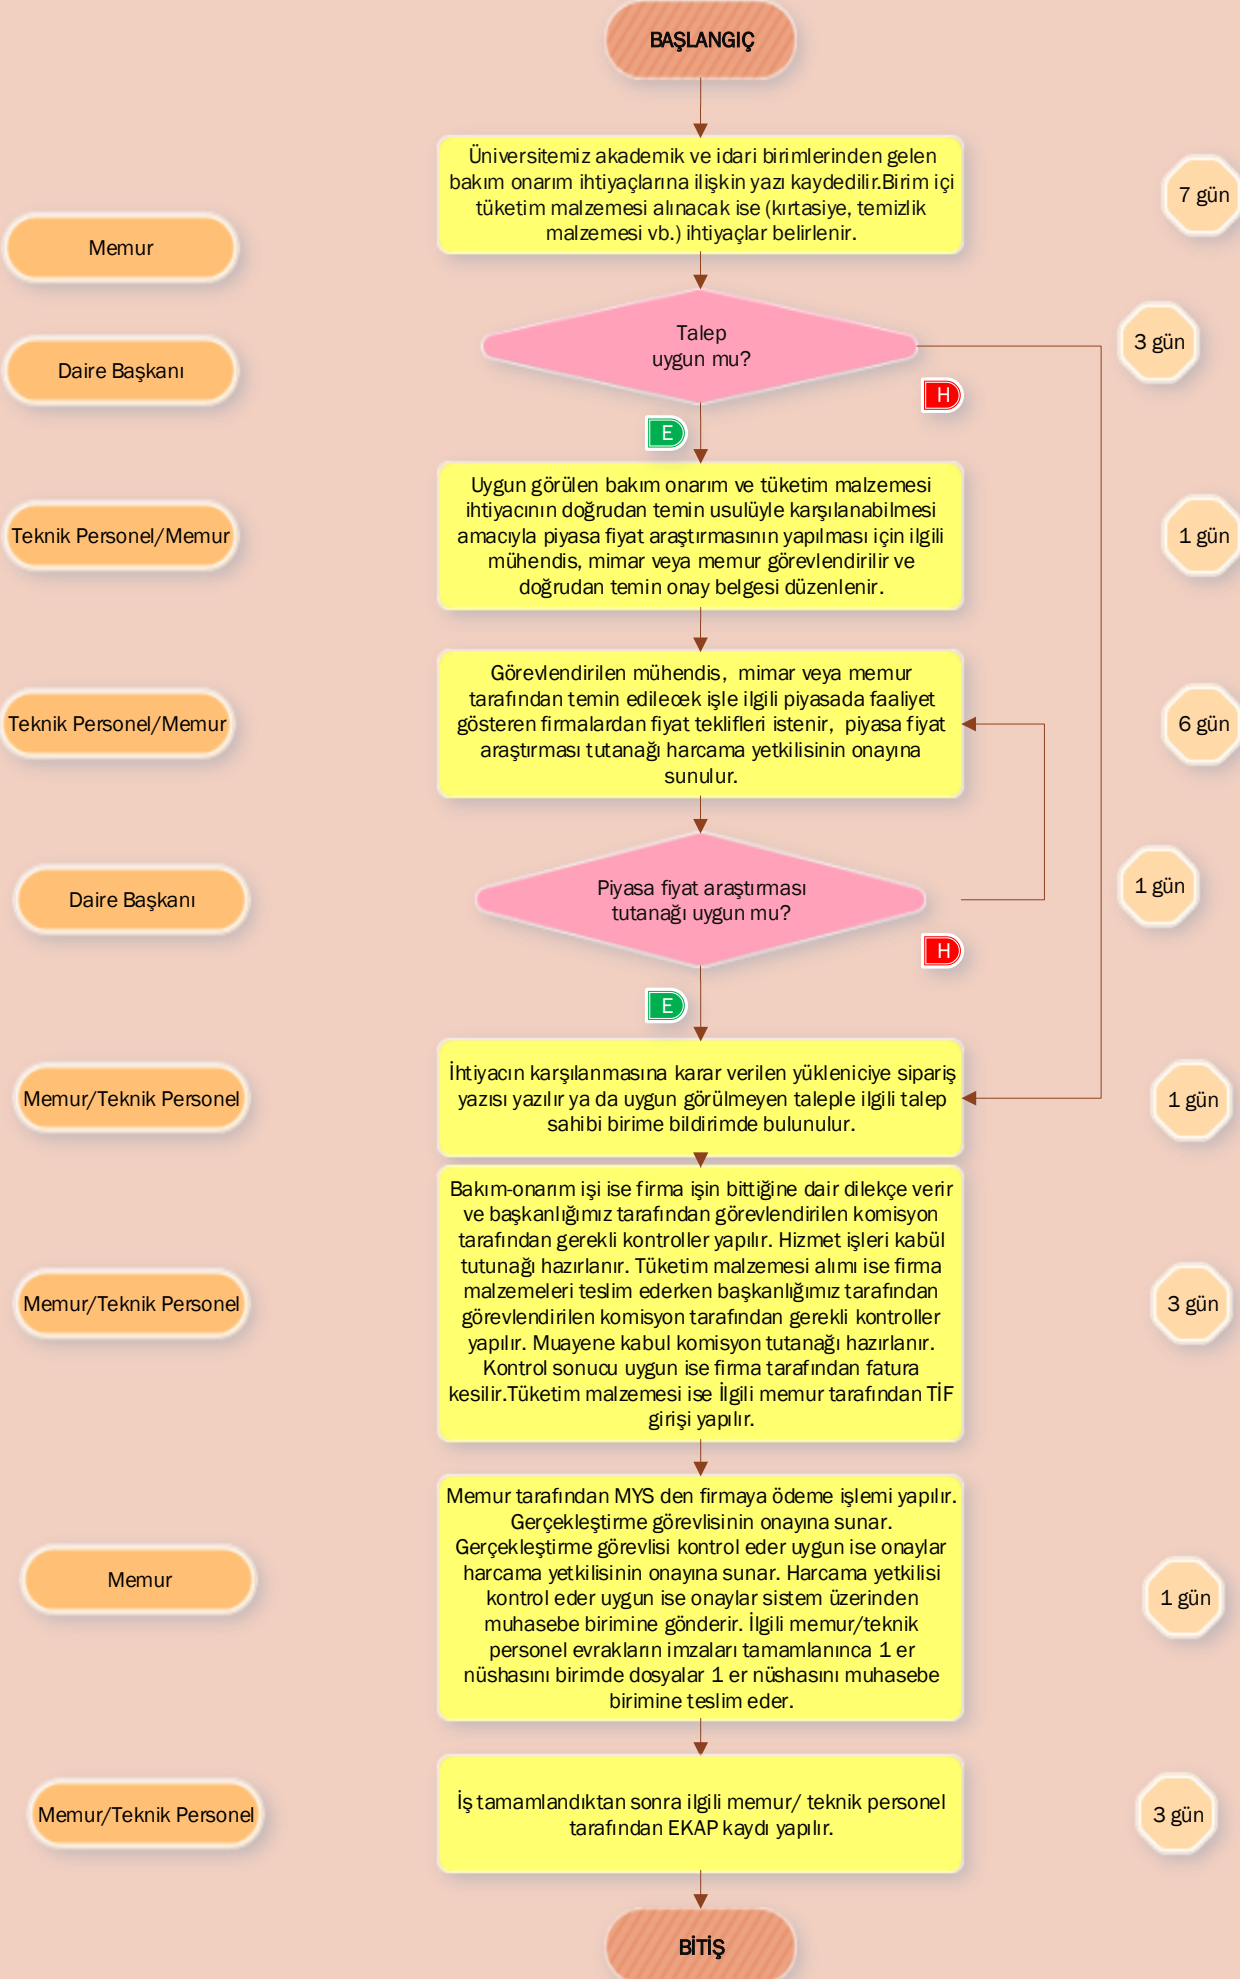 BAŞLANGIÇ
Üniversitemiz akademik ve idari birimlerinden gelen
bakım onarım ihtiyaçlarına ilişkin yazı kaydedilir.Birim içi
tüketim malzemesi alınacak ise (kırtasiye, temizlik
malzemesi vb.) ihtiyaçlar belirlenir.
7 gün
Memur
Talep
uygun mu?
3 gün
Daire Başkanı
H
E
Uygun görülen bakım onarım ve tüketim malzemesi
ihtiyacının doğrudan temin usulüyle karşılanabilmesi
amacıyla piyasa fiyat araştırmasının yapılması için ilgili
mühendis, mimar veya memur görevlendirilir ve
doğrudan temin onay belgesi düzenlenir.
Teknik Personel/Memur
1 gün
Görevlendirilen mühendis, mimar veya memur
tarafından temin edilecek işle ilgili piyasada faaliyet
gösteren firmalardan fiyat teklifleri istenir, piyasa fiyat
araştırması tutanağı harcama yetkilisinin onayına
sunulur.
Teknik Personel/Memur
6 gün
Piyasa fiyat araştırması
tutanağı uygun mu?
Daire Başkanı
1 gün
H
E
İhtiyacın karşılanmasına karar verilen yükleniciye sipariş
yazısı yazılır ya da uygun görülmeyen taleple ilgili talep
sahibi birime bildirimde bulunulur.
Memur/Teknik Personel
1 gün
Bakım-onarım işi ise firma işin bittiğine dair dilekçe verir
ve başkanlığımız tarafından görevlendirilen komisyon
tarafından gerekli kontroller yapılır. Hizmet işleri kabül
tutunağı hazırlanır. Tüketim malzemesi alımı ise firma
malzemeleri teslim ederken başkanlığımız tarafından
görevlendirilen komisyon tarafından gerekli kontroller
yapılır. Muayene kabul komisyon tutanağı hazırlanır.
Kontrol sonucu uygun ise firma tarafından fatura
kesilir.Tüketim malzemesi ise İlgili memur tarafından TİF
girişi yapılır.
Memur/Teknik Personel
3 gün
Memur tarafından MYS den firmaya ödeme işlemi yapılır.
Gerçekleştirme görevlisinin onayına sunar.
Gerçekleştirme görevlisi kontrol eder uygun ise onaylar
harcama yetkilisinin onayına sunar. Harcama yetkilisi
kontrol eder uygun ise onaylar sistem üzerinden
muhasebe birimine gönderir. İlgili memur/teknik
personel evrakların imzaları tamamlanınca 1 er
nüshasını birimde dosyalar 1 er nüshasını muhasebe
birimine teslim eder.
Memur
1 gün
İş tamamlandıktan sonra ilgili memur/ teknik personel
tarafından EKAP kaydı yapılır.
Memur/Teknik Personel
3 gün
BİTİŞ